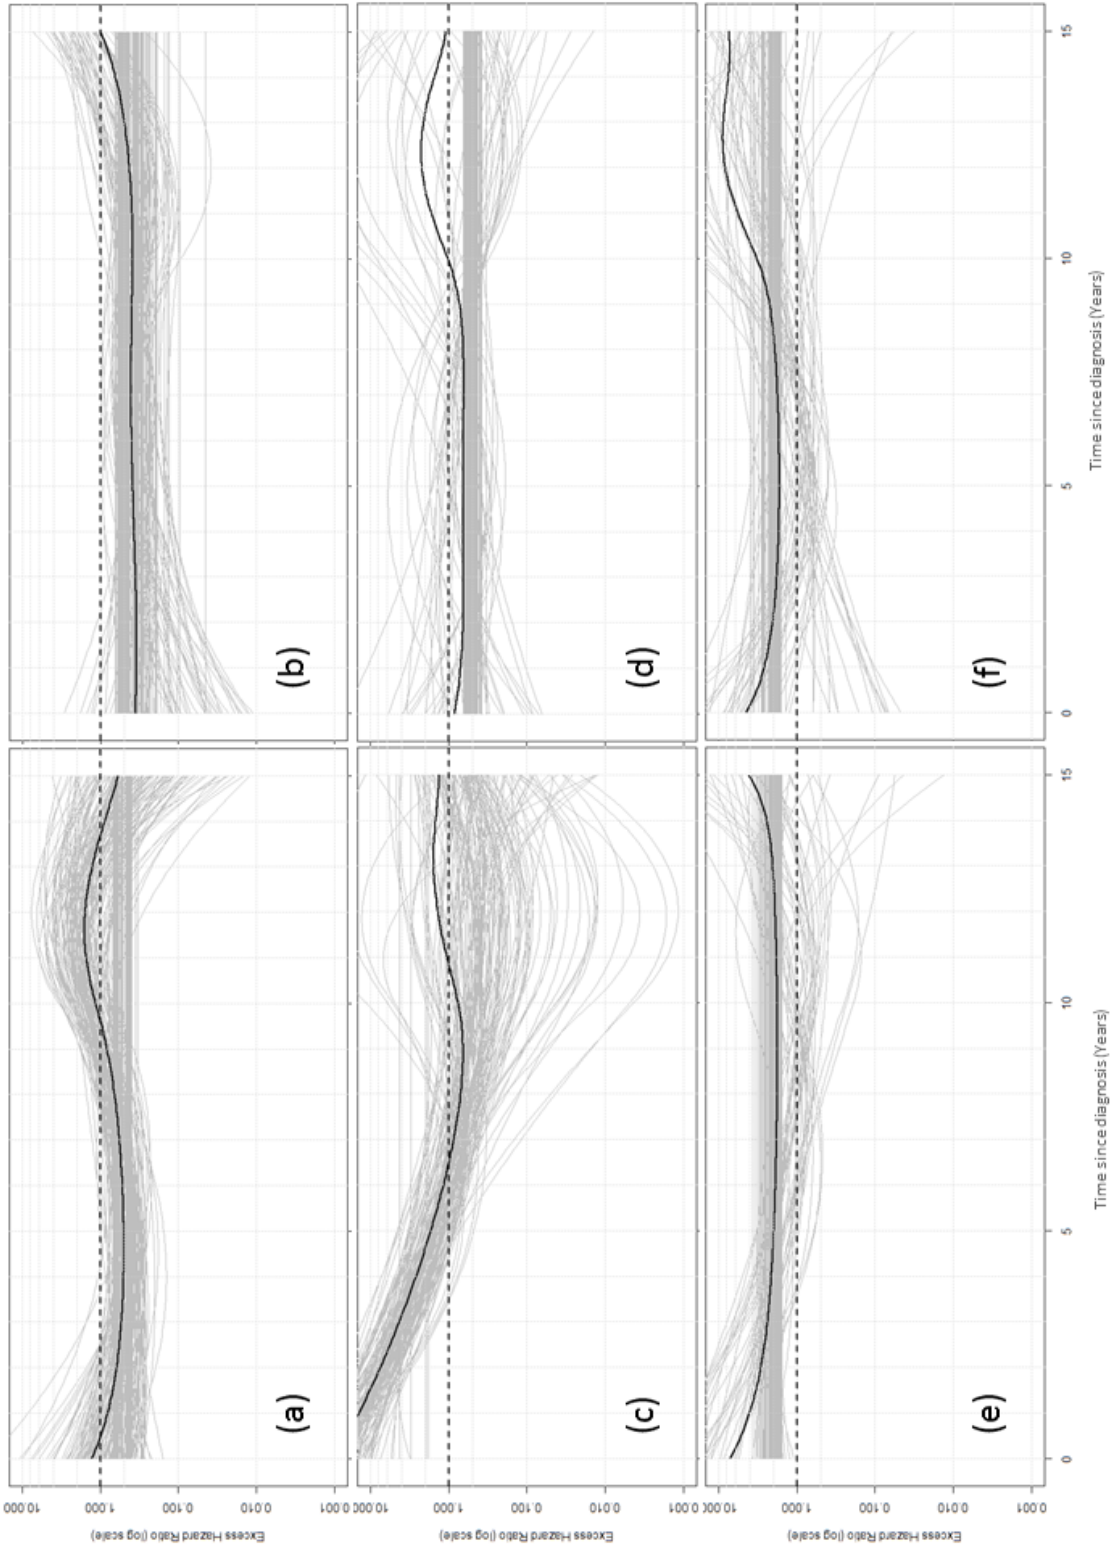 Excess Hazard Ratio (log scale)
10.000
1.000
0.100
0.010
0.001
(a)
(b)
Excess Hazard Ratio (log scale)
10.000
1.000
0.100
0.010
0.001
(c)
(d)
Excess Hazard Ratio (log scale)
10.000
1.000
0.100
0.010
0.001
(e)
(f)
0 5 10 15
0 5 10 15
Time since diagnosis (Years)
Time since diagnosis (Years)